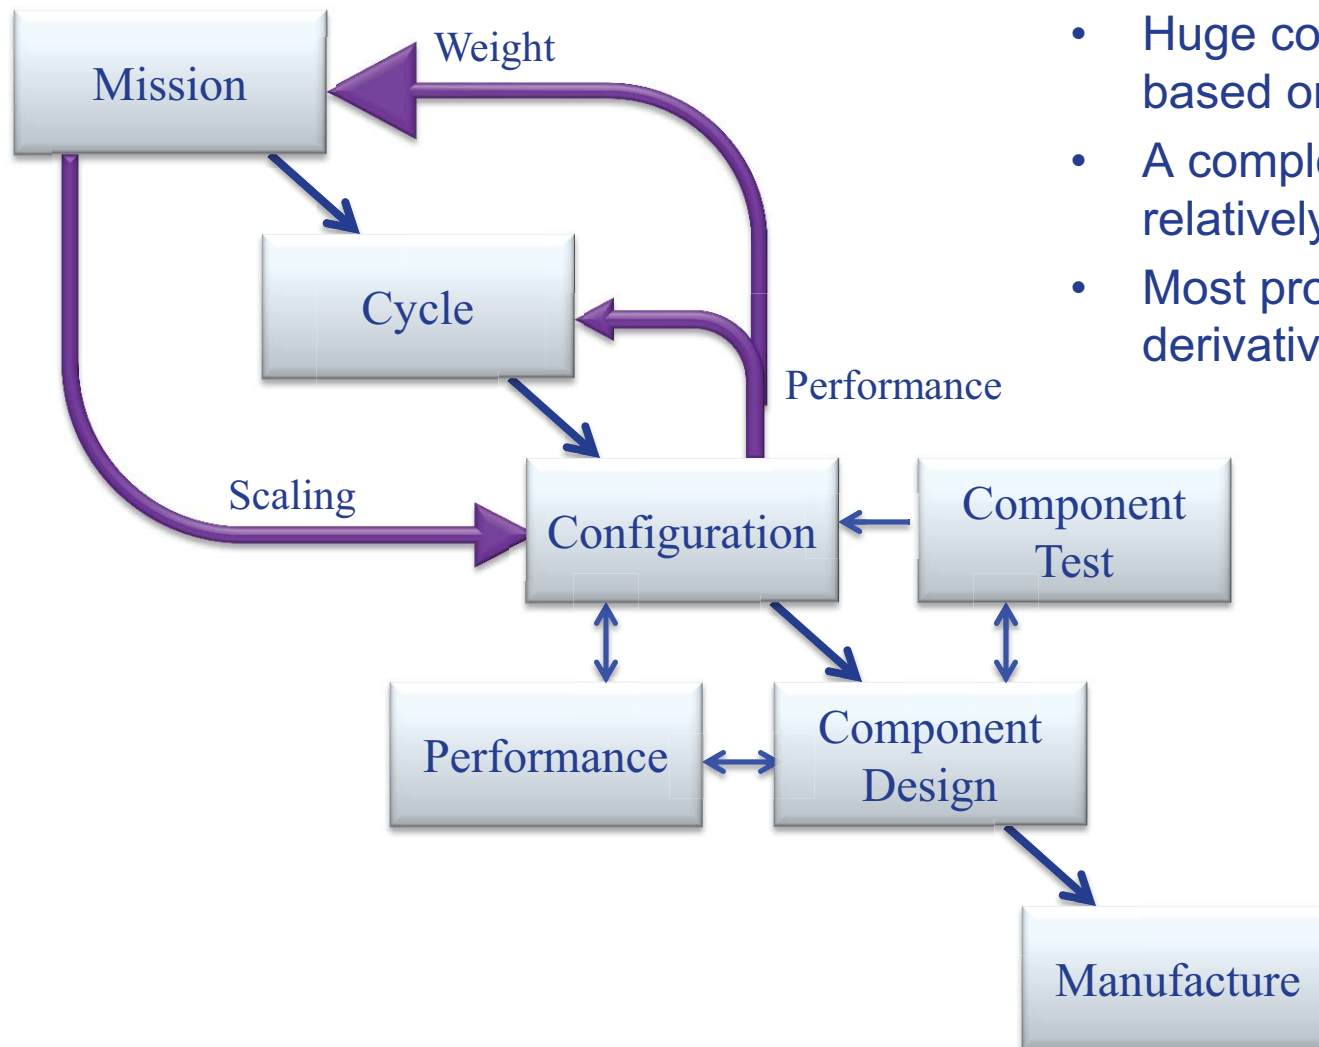 Mission
Weight
Cycle
Performance
Scaling
Configuration
Component
Test
Performance
Component
Design
Manufacture
• Huge co
based o
• A comple
relatively
• Most pro
derivativ